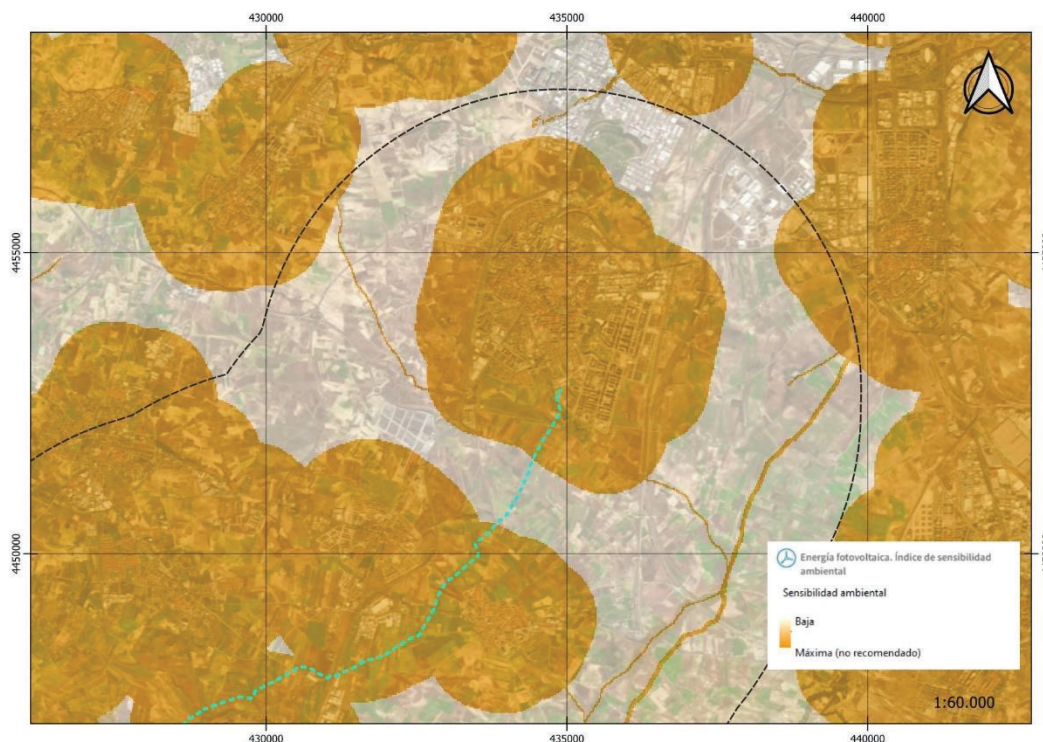 430000
435000
440000
4455000
4450000
Energía fotovoltaica. Índice de sensibilidad
ambiental
Sensibilidad ambiental
Baja
Máxima (no recomendado)
1:60.000
430000
435000
440000